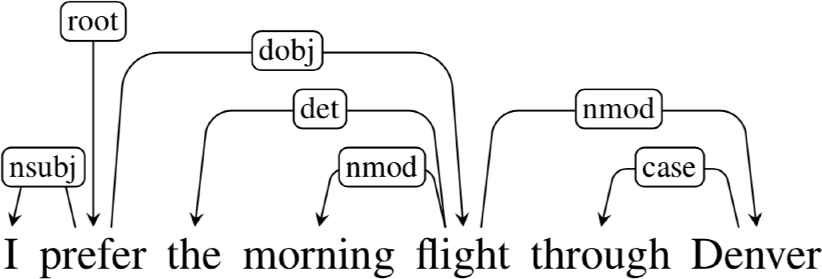 root
dobj
det nmod
nsubj nmod case
I prefer the morning flight through Denver